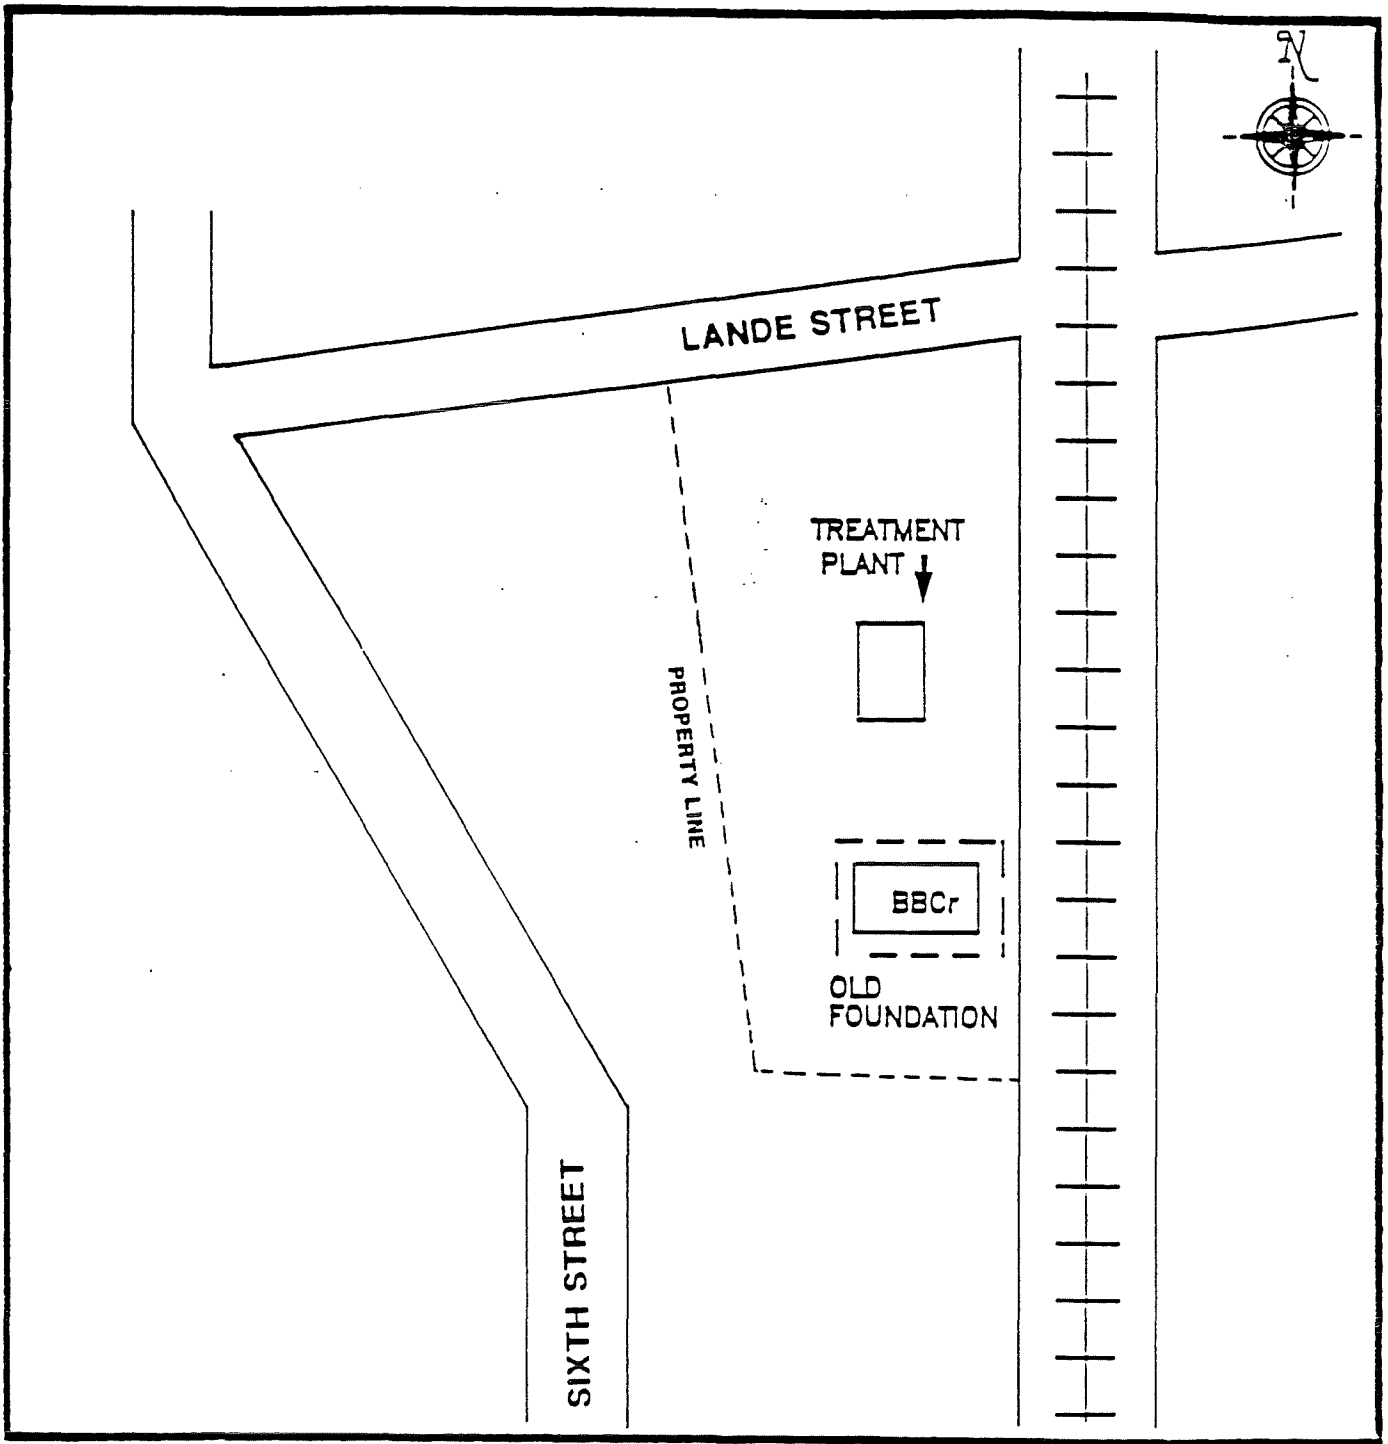 N
LANDE STREET
TREATMENT
PLANT
PROPERTY LINE
BBCr
OLD
FOUNDATION
SIXTH STREET